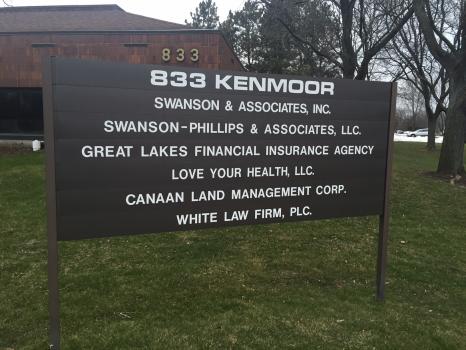 833
833 KENMOOR
SWANSON & ASSOCIATES, INC.
SWANSON-PHILLIPS & ASSOCIATES, LLC.
GREAT LAKES FINANCIAL INSURANCE AGENCY
LOVE YOUR HEALTH, LLC.
CANAAN LAND MANAGEMENT CORP.
WHITE LAW FIRM, PLC.